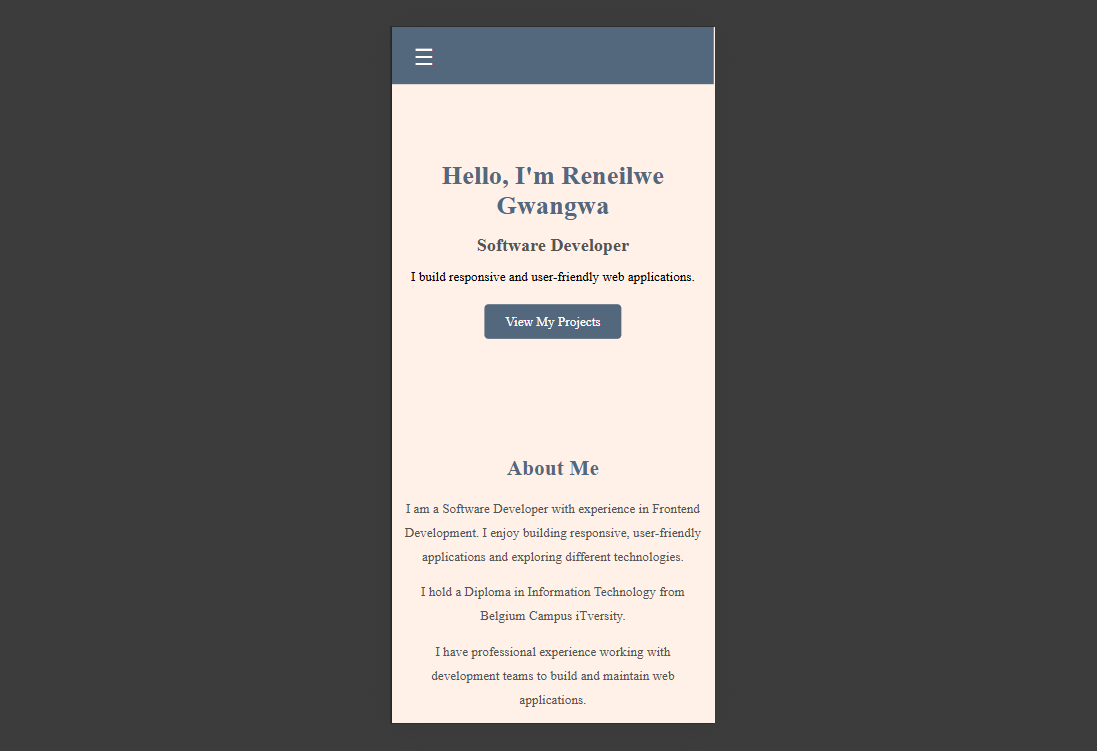 Hello, I'm Reneilwe
Gwangwa
Software Developer
I build responsive and user-friendly web applications.
View My Projects
About Me
I am a Software Developer with experience in Frontend
Development. I enjoy building responsive, user-friendly
applications and exploring different technologies.
I hold a Diploma in Information Technology from
Belgium Campus iTversity.
I have professional experience working with
development teams to build and maintain web
applications.